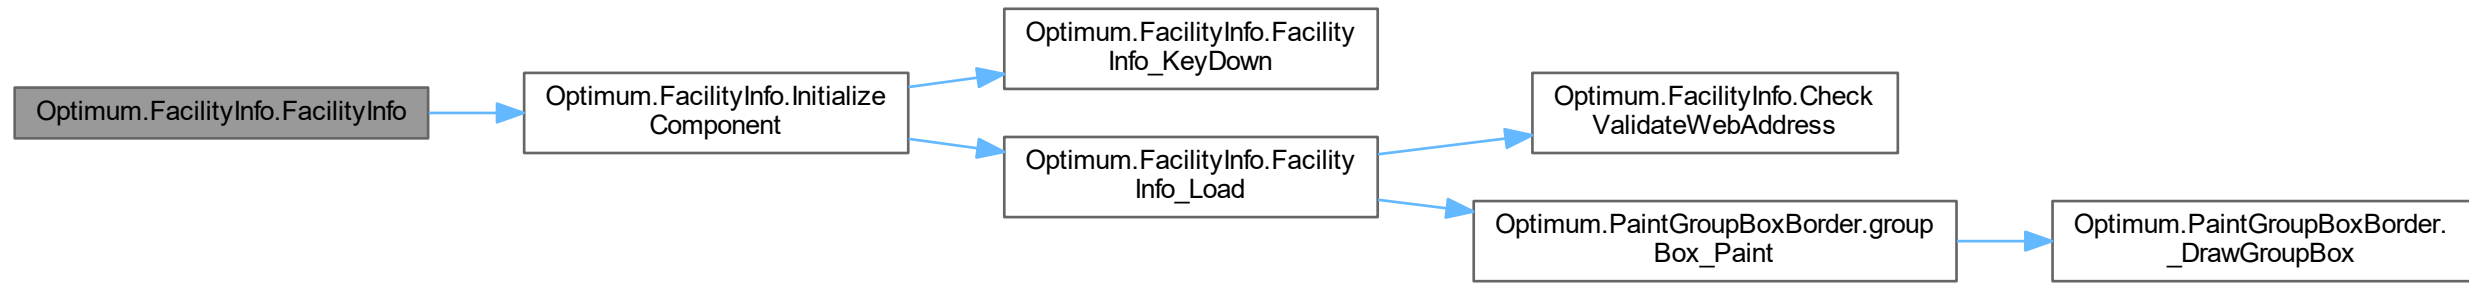 Optimum.FacilityInfo.FacilityInfo
Optimum.FacilityInfo.Initialize
Component
Optimum.FacilityInfo.Facility
Info_KeyDown
Optimum.FacilityInfo.Facility
Info_Load
Optimum.FacilityInfo.Check
ValidateWebAddress
Optimum.PaintGroupBoxBorder.group
Box_Paint
Optimum.PaintGroupBoxBorder.
_DrawGroupBox